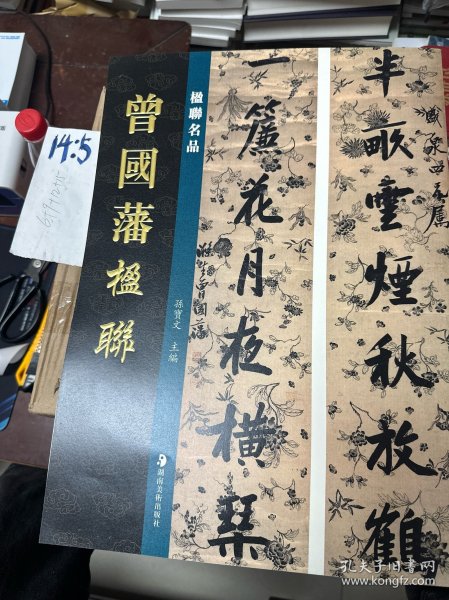 曾國藩楹聯
楹聯名品
孫寶文 主編
湖南美術出版社
半畝雲煙秋放鶴
一簾花月夜橫琴
14:5
孔夫子旧书网
https://www.kongfz.com